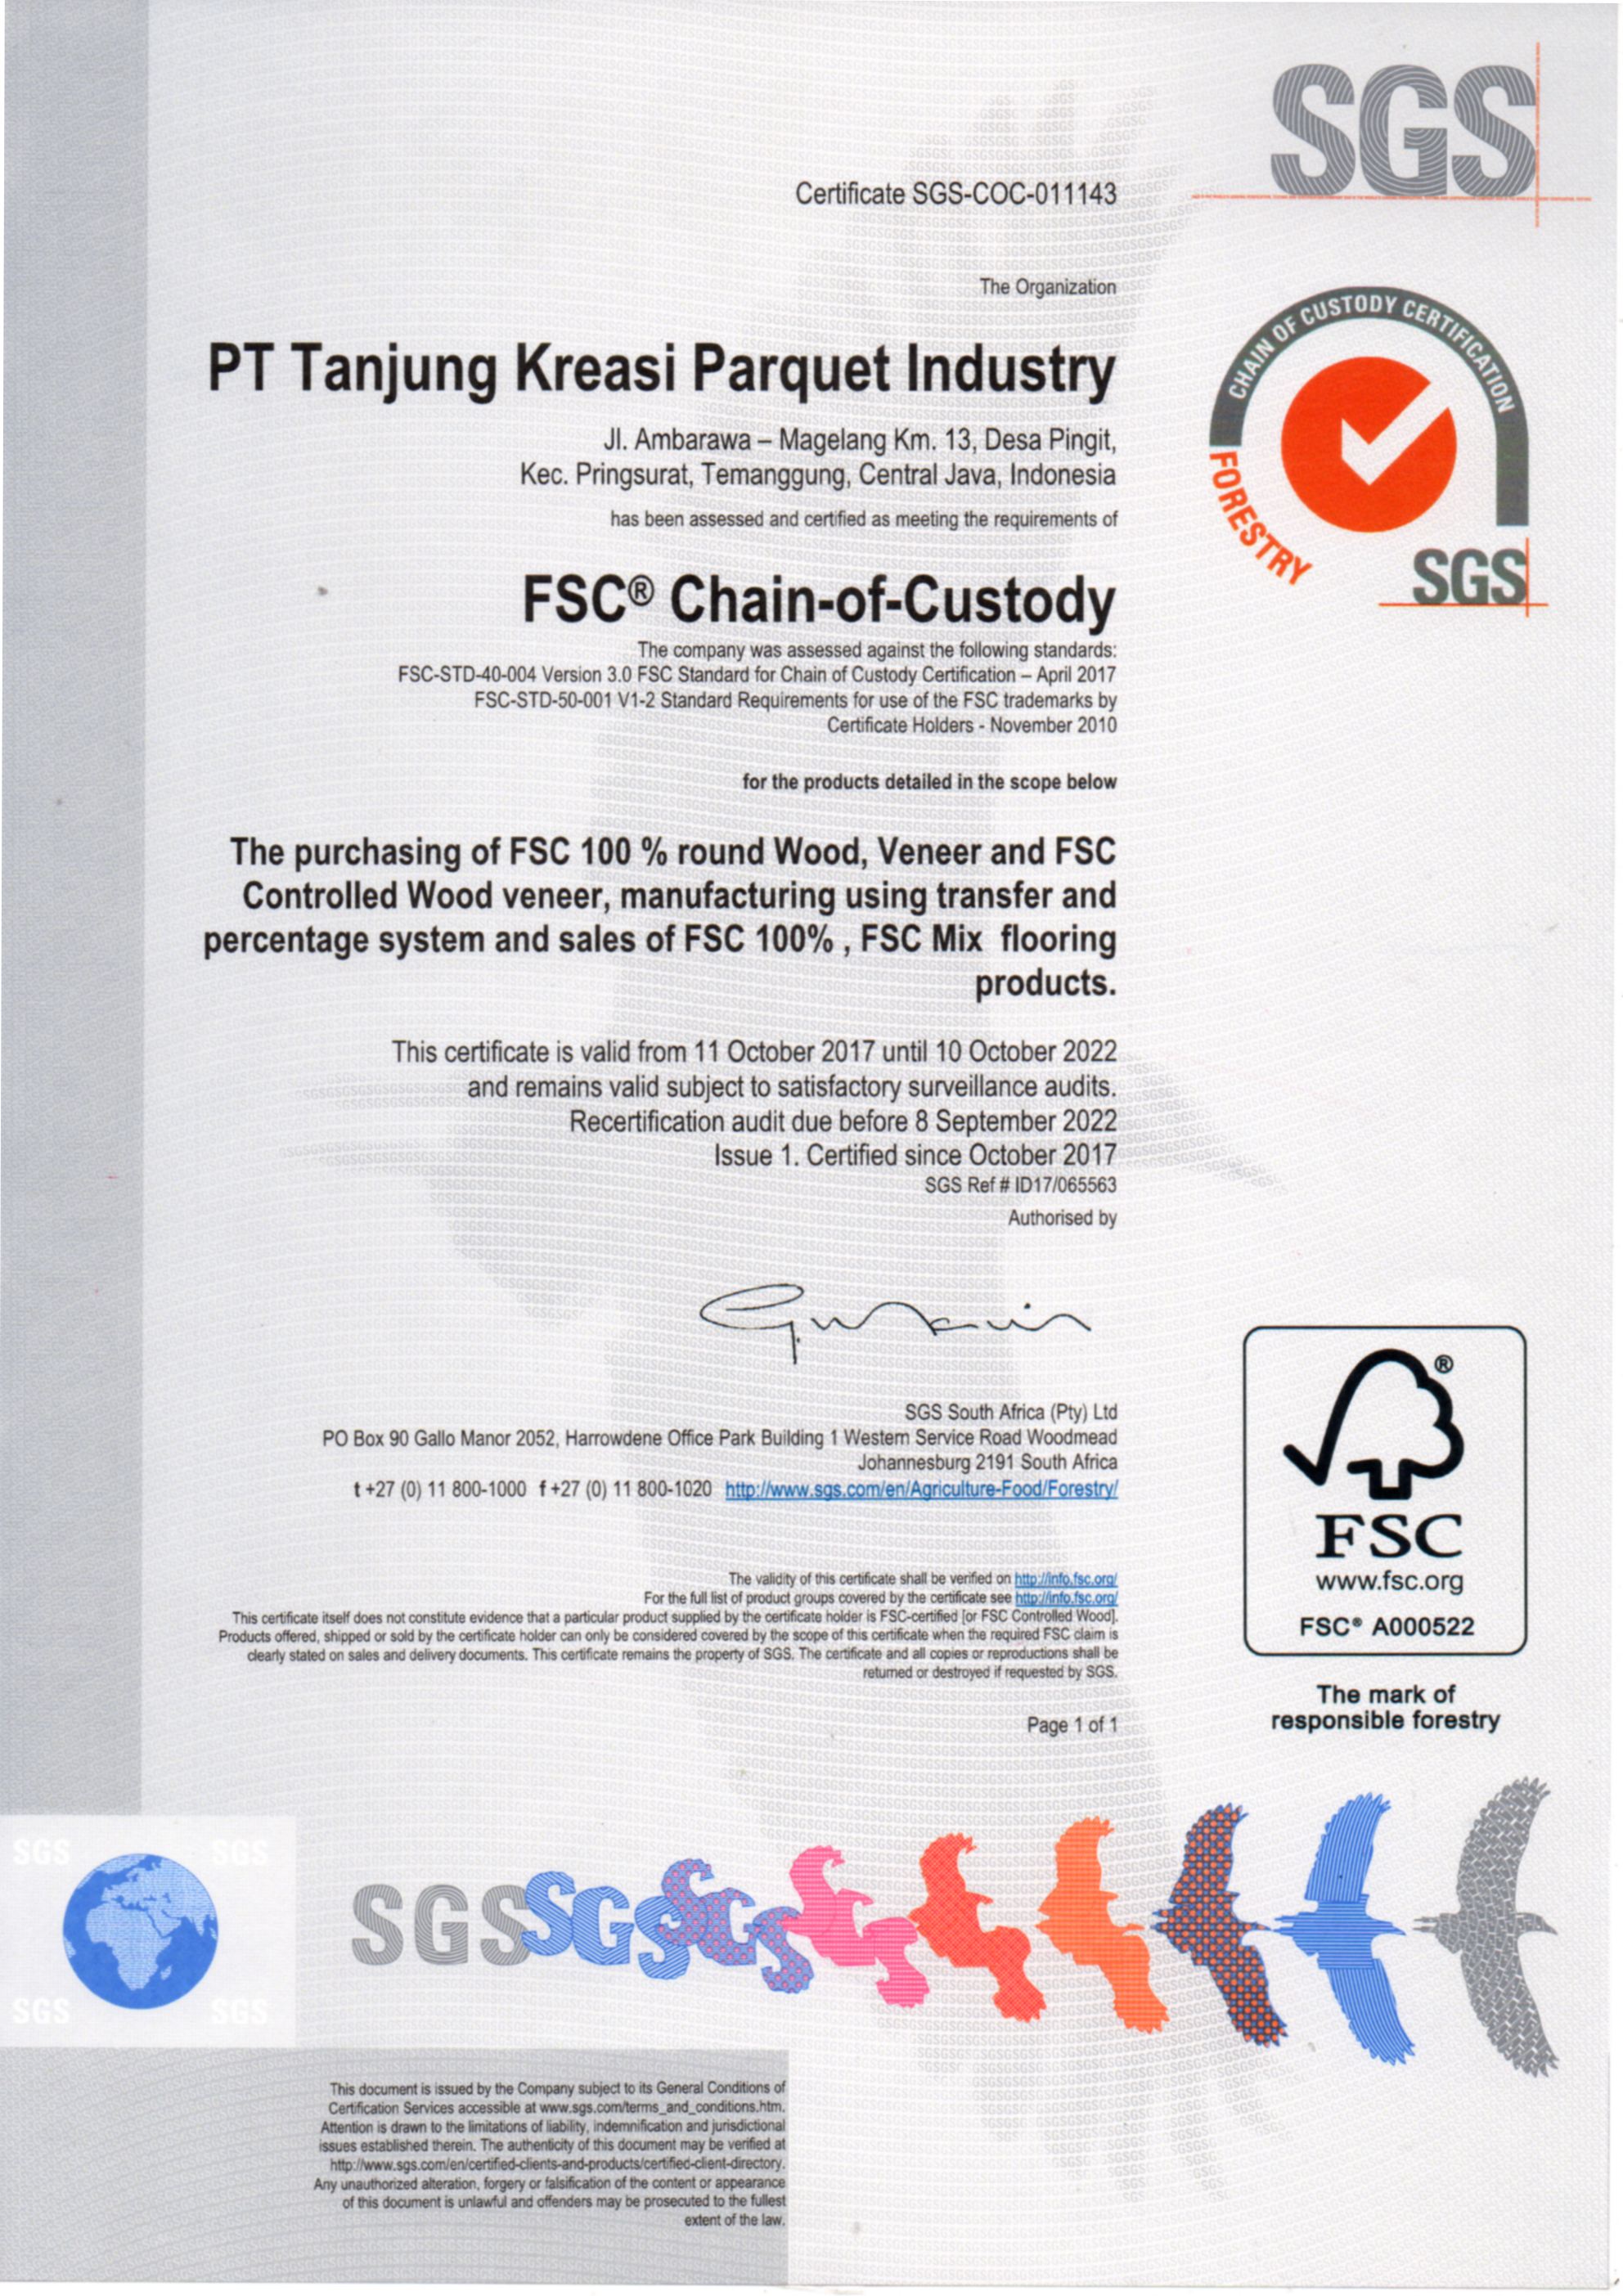 SGS
Certificate SGS-COC-011143
The Organization
PT Tanjung Kreasi Parquet Industry
Jl. Ambarawa – Magelang Km. 13, Desa Pingit,
Kec. Pringsurat, Temanggung, Central Java, Indonesia
has been assessed and certified as meeting the requirements of
CHAIN OF CUSTODY CERTIFICATION
FORESTRY
SGS
FSC® Chain-of-Custody
The company was assessed against the following standards:
FSC-STD-40-004 Version 3.0 FSC Standard for Chain of Custody Certification – April 2017
FSC-STD-50-001 V1-2 Standard Requirements for use of the FSC trademarks by
Certificate Holders - November 2010
for the products detailed in the scope below
The purchasing of FSC 100 % round Wood, Veneer and FSC
Controlled Wood veneer, manufacturing using transfer and
percentage system and sales of FSC 100% , FSC Mix flooring
products.
This certificate is valid from 11 October 2017 until 10 October 2022
and remains valid subject to satisfactory surveillance audits.
Recertification audit due before 8 September 2022
Issue 1. Certified since October 2017
SGS Ref # ID17/065563
Authorised by
SGS South Africa (Pty) Ltd
PO Box 90 Gallo Manor 2052, Harrowdene Office Park Building 1 Western Service Road Woodmead
Johannesburg 2191 South Africa
t +27 (0) 11 800-1000 f +27 (0) 11 800-1020 http://www.sgs.com/en/Agriculture-Food/Forestry/
The validity of this certificate shall be verified on http://info.fsc.org/
For the full list of product groups covered by the certificate see http://info.fsc.org/
This certificate itself does not constitute evidence that a particular product supplied by the certificate holder is FSC-certified [or FSC Controlled Wood].
Products offered, shipped or sold by the certificate holder can only be considered covered by the scope of this certificate when the required FSC claim is
clearly stated on sales and delivery documents. This certificate remains the property of SGS. The certificate and all copies or reproductions shall be
returned or destroyed if requested by SGS.
Page 1 of 1
®
FSC
www.fsc.org
FSC® A000522
The mark of
responsible forestry
SGS SGS
SGS SGS
SGS SGS SGS
This document is issued by the Company subject to its General Conditions of
Certification Services accessible at www.sgs.com/terms_and_conditions.htm.
Attention is drawn to the limitations of liability, indemnification and jurisdictional
issues established therein. The authenticity of this document may be verified at
http://www.sgs.com/en/certified-clients-and-products/certified-client-directory.
Any unauthorized alteration, forgery or falsification of the content or appearance
of this document is unlawful and offenders may be prosecuted to the fullest
extent of the law.